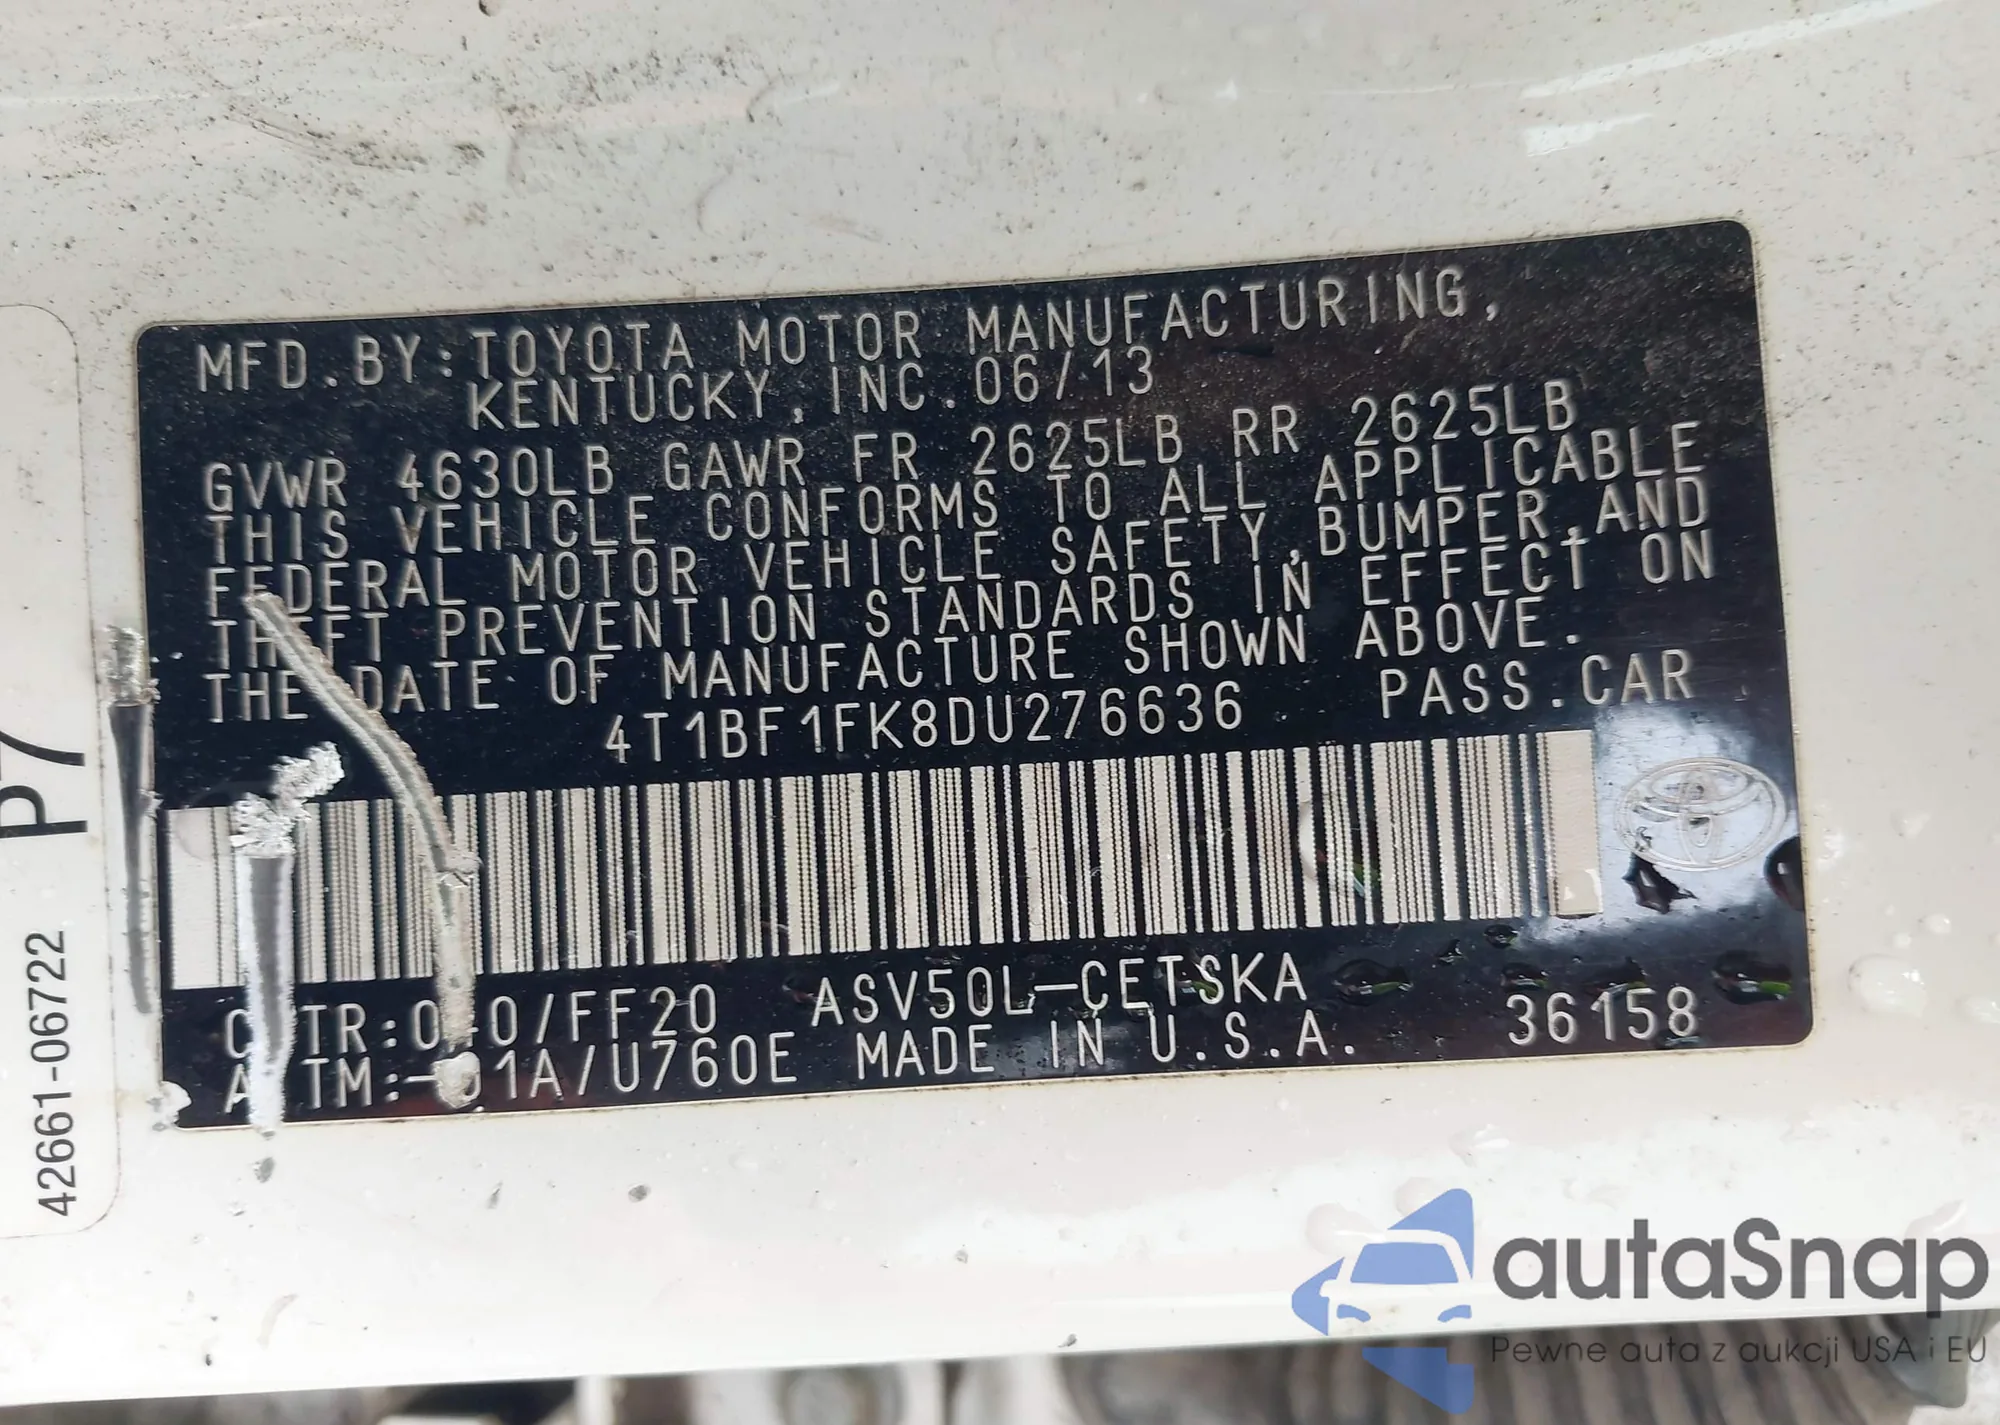 MFD.BY:TOYOTA MOTOR MANUFACTURING,
KENTUCKY, INC. 06/13
GVWR 4630LB GAWR FR 2625LB RR 2625LB
THIS VEHICLE CONFORMS TO ALL APPLICABLE
FEDERAL MOTOR VEHICLE SAFETY,BUMPER,AND
THEFT PREVENTION STANDARDS IN EFFECT ON
THE DATE OF MANUFACTURE SHOWN ABOVE.
4T1BF1FK8DU276636 PASS.CAR
ASV50L-CETSKA
MADE IN U.S.A. 36158
P7
42661-06722
autaSnap
Pewne auta z aukcji USA i EU